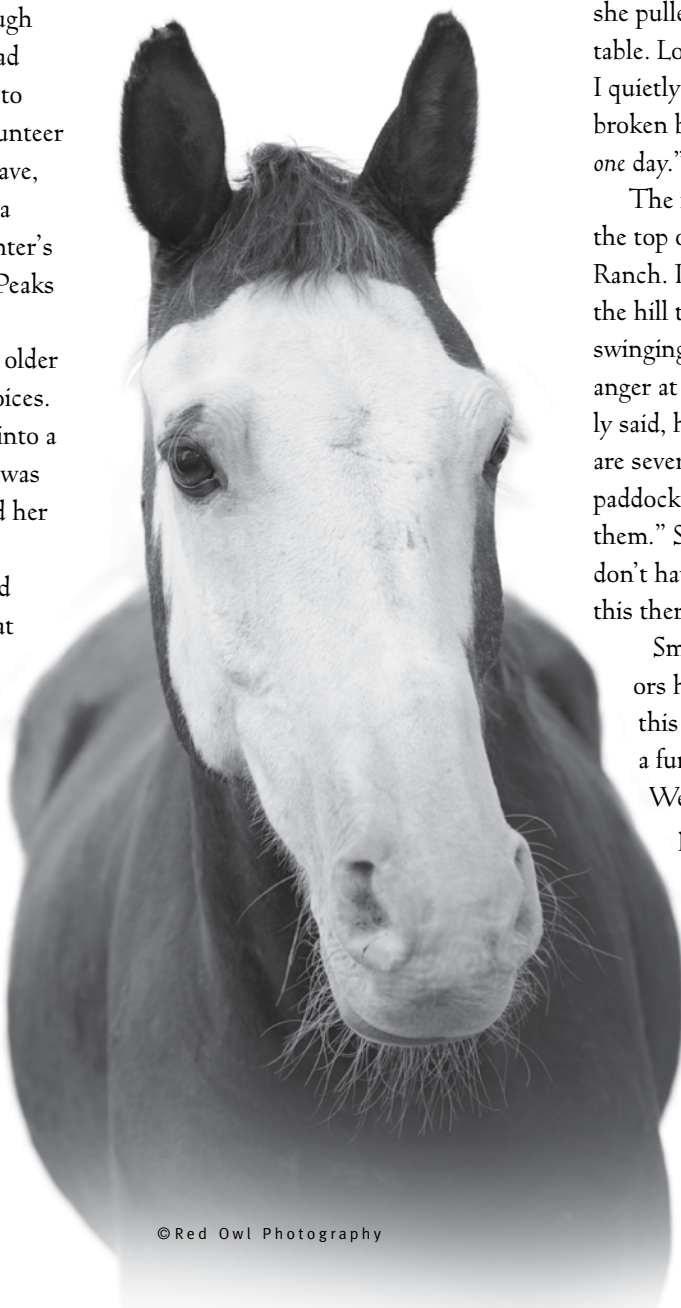 ugh
ad
to
unteer
ave,
a
nter’s
Peaks
older
oices.
into a
was
d her
d
at
she pulle
table. Lo
I quietly
broken b
one day.”
The
the top o
Ranch. I
the hill t
swinging
anger at
ly said, h
are sever
paddock
them.” S
don’t hav
this ther
Sm
ors h
this
a fur
We
©Red Owl Photography